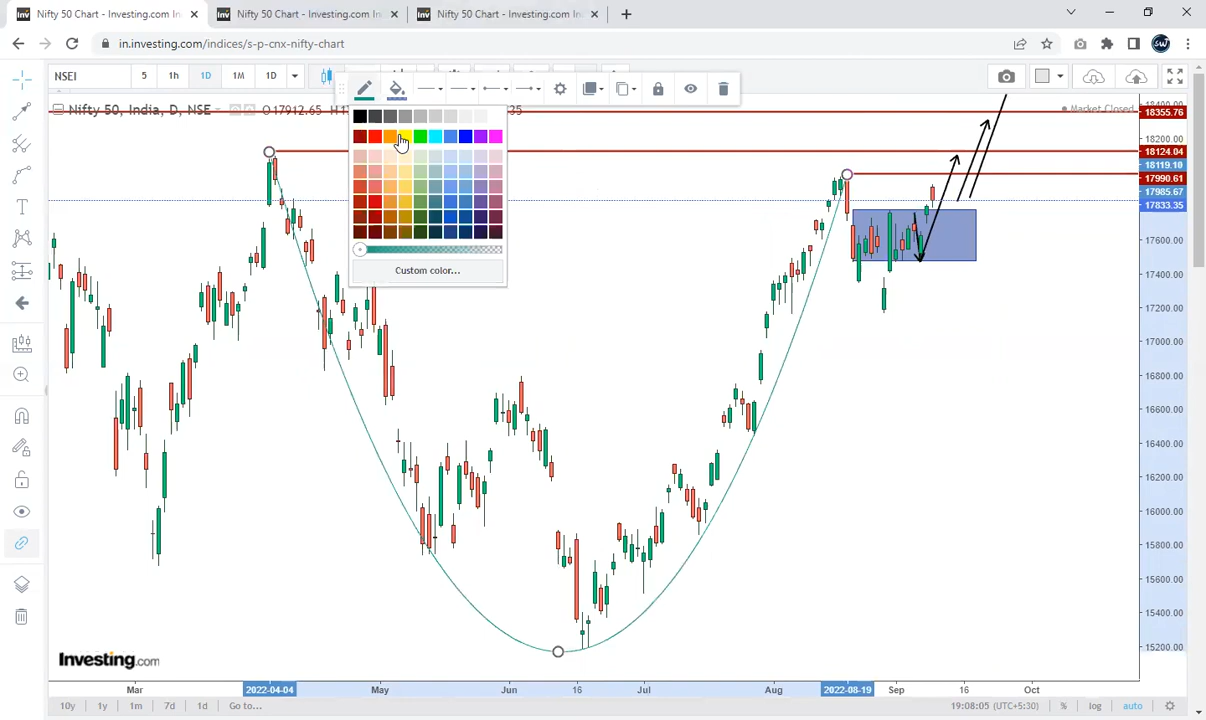 Nifty 50 Chart - Investing.com In
Nifty 50 Chart - Investing.com In
Nifty 50 Chart - Investing.com In
in.investing.com/indices/s-p-cnx-nifty-chart
NSEI 5 1h 1D 1M 1D
Nifty 50, India, D, NSE O17912.65
Market Closed
Custom color...
18355.76
18200.00
18124.04
18119.10
17990.61
17985.67
17833.35
17600.00
17400.00
17200.00
17000.00
16800.00
16600.00
16400.00
16200.00
16000.00
15800.00
15600.00
15400.00
15200.00
Investing.com
Mar 2022-04-04 May Jun 16 Jul Aug 2022-08-19 Sep 16 Oct
10y 1y 1m 7d 1d Go to... 19:08:05 (UTC+5:30) % log auto